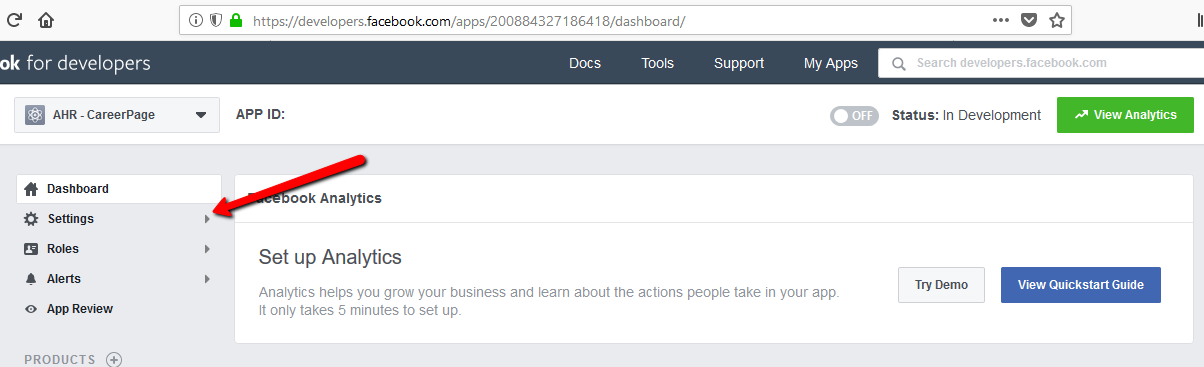 https://developers.facebook.com/apps/200884327186418/dashboard/
ok for developers
Docs
Tools
Support
My Apps
Search developers.facebook.com
AHR - CareerPage
APP ID:
OFF
Status: In Development
View Analytics
Dashboard
Settings
Roles
Alerts
App Review
PRODUCTS
Facebook Analytics
Set up Analytics
Analytics helps you grow your business and learn about the actions people take in your app.
It only takes 5 minutes to set up.
Try Demo
View Quickstart Guide